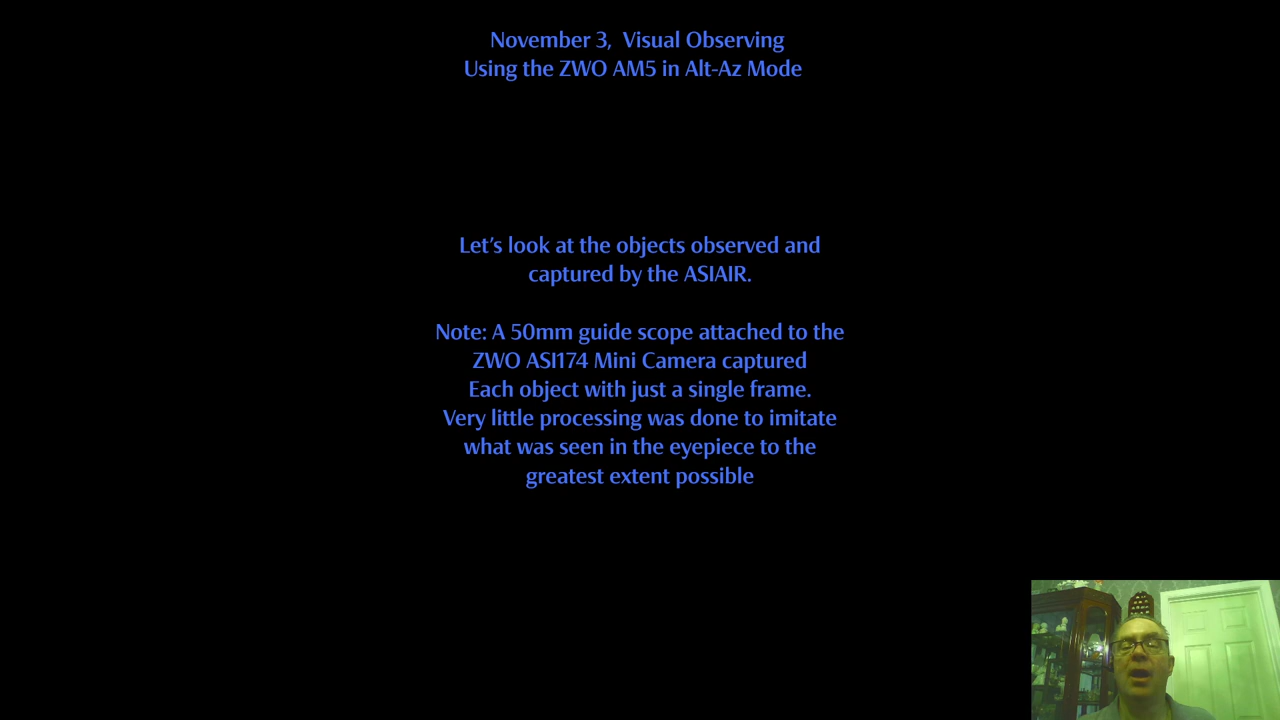 November 3,  Visual Observing
Using the ZWO AM5 in Alt-Az Mode
Let’s look at the objects observed and
captured by the ASIAIR.
Note: A 50mm guide scope attached to the
ZWO ASI174 Mini Camera captured
Each object with just a single frame.
Very little processing was done to imitate
what was seen in the eyepiece to the
greatest extent possible